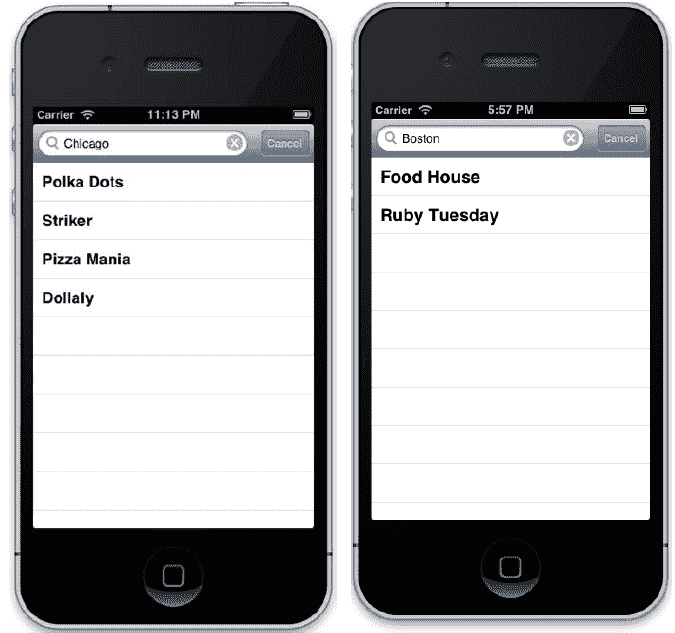 Carrier 11:13 PM
Chicago Cancel
Polka Dots
Striker
Pizza Mania
Dollaly
Carrier 5:57 PM
Boston Cancel
Food House
Ruby Tuesday